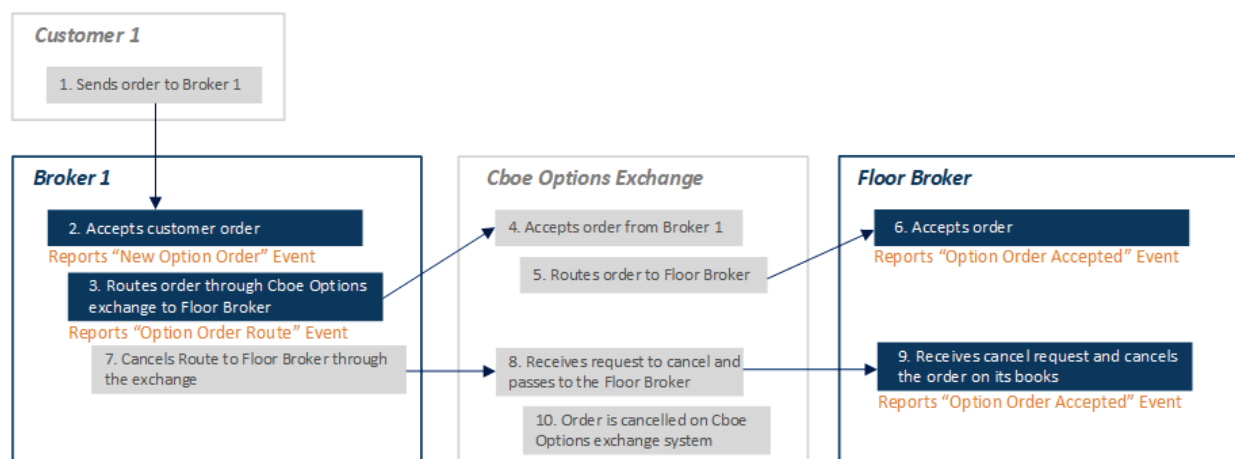 Customer 1
1. Sends order to Broker 1
Broker 1
2. Accepts customer order
Reports “New Option Order” Event
3. Routes order through Cboe Options
exchange to Floor Broker
Reports “Option Order Route” Event
7. Cancels Route to Floor Broker through
the exchange
Cboe Options Exchange
4. Accepts order from Broker 1
5. Routes order to Floor Broker
8. Receives request to cancel and
passes to the Floor Broker
10. Order is cancelled on Cboe
Options exchange system
Floor Broker
6. Accepts order
Reports “Option Order Accepted” Event
9. Receives cancel request and cancels
the order on its books
Reports “Option Order Accepted” Event